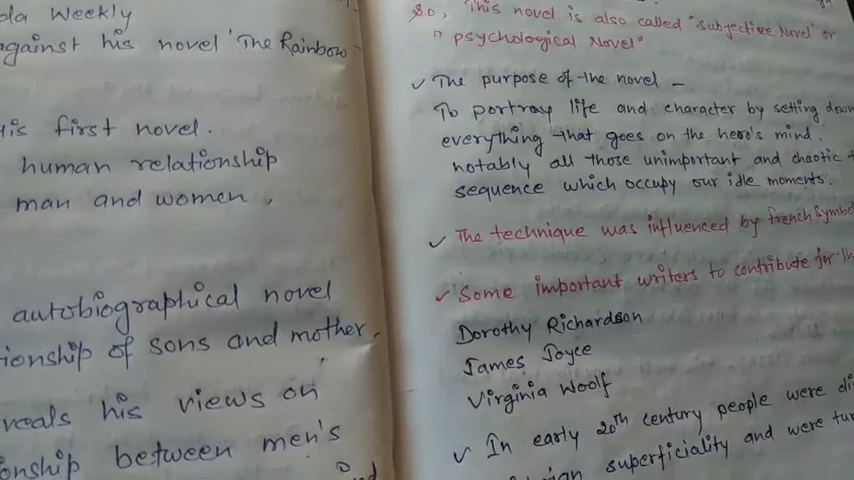 da Weekly
against his novel 'The Rainbow
is first novel.
human relationship
man and women,
autobiographical novel
ionship of sons and mother,
veals his views on
onship between men's
So, This novel is also called "Subjective Novel" or
"psychological Novel"
✓ The purpose of the novel -
To portray life and character by setting down
everything that goes on the hero's mind.
notably all those unimportant and chaotic t
sequence which occupy our idle moments.
✓ The technique was influenced by french Symbol
✓ Some important writers to contribute for
Dorothy Richardson
James Joyce
Virginia Woolf
✓ In early 20th century people were di
superficiality and were tur